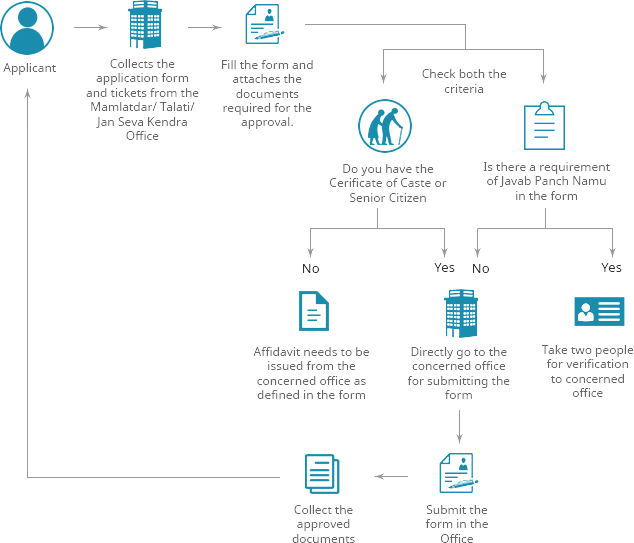 Applicant
Collects the
application form
and tickets from the
Mamlatdar/ Talati/
Jan Seva Kendra
Office
Fill the form and
attaches the
documents
required for the
approval.
Check both the
criteria
Do you have the
Cerificate of Caste or
Senior Citizen
Is there a requirement
of Javab Panch Namu
in the form
No
Yes
No
Yes
Affidavit needs to be
issued from the
concerned office as
defined in the form
Directly go to the
concerned office
for submitting the
form
Take two people
for verification
to concerned
office
Submit the
form in the
Office
Collect the
approved
documents